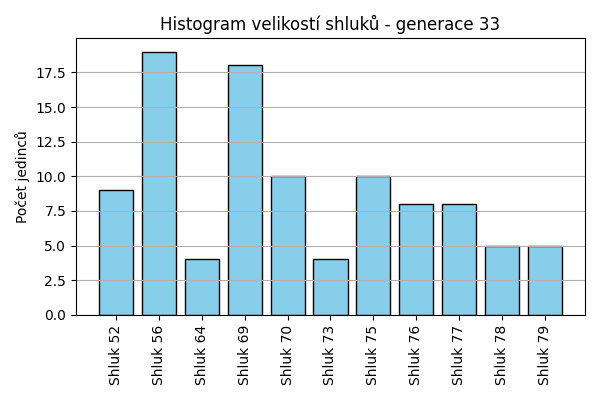 Histogram velikostí shluků - generace 33
Počet jedinců
17.5
15.0
12.5
10.0
7.5
5.0
2.5
0.0
Shluk 52
Shluk 56
Shluk 64
Shluk 69
Shluk 70
Shluk 73
Shluk 75
Shluk 76
Shluk 77
Shluk 78
Shluk 79